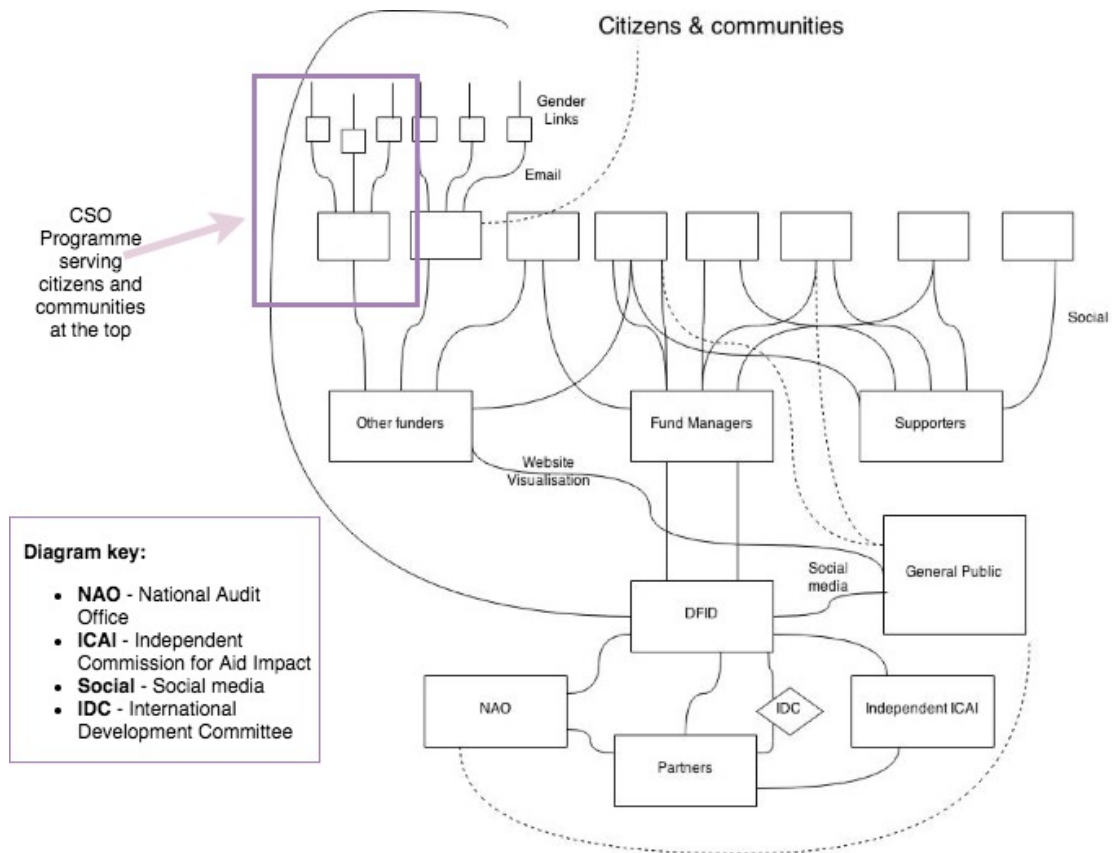 Citizens & communities
Gender
Links
Email
CSO
Programme
serving
citizens and
communities
at the top
Social
Other funders
Fund Managers
Supporters
Website
Visualisation
Diagram key:
• NAO - National Audit
Office
• ICAI - Independent
Commission for Aid Impact
• Social - Social media
• IDC - International
Development Committee
Social
media
General Public
DFID
NAO
IDC
Independent ICAI
Partners